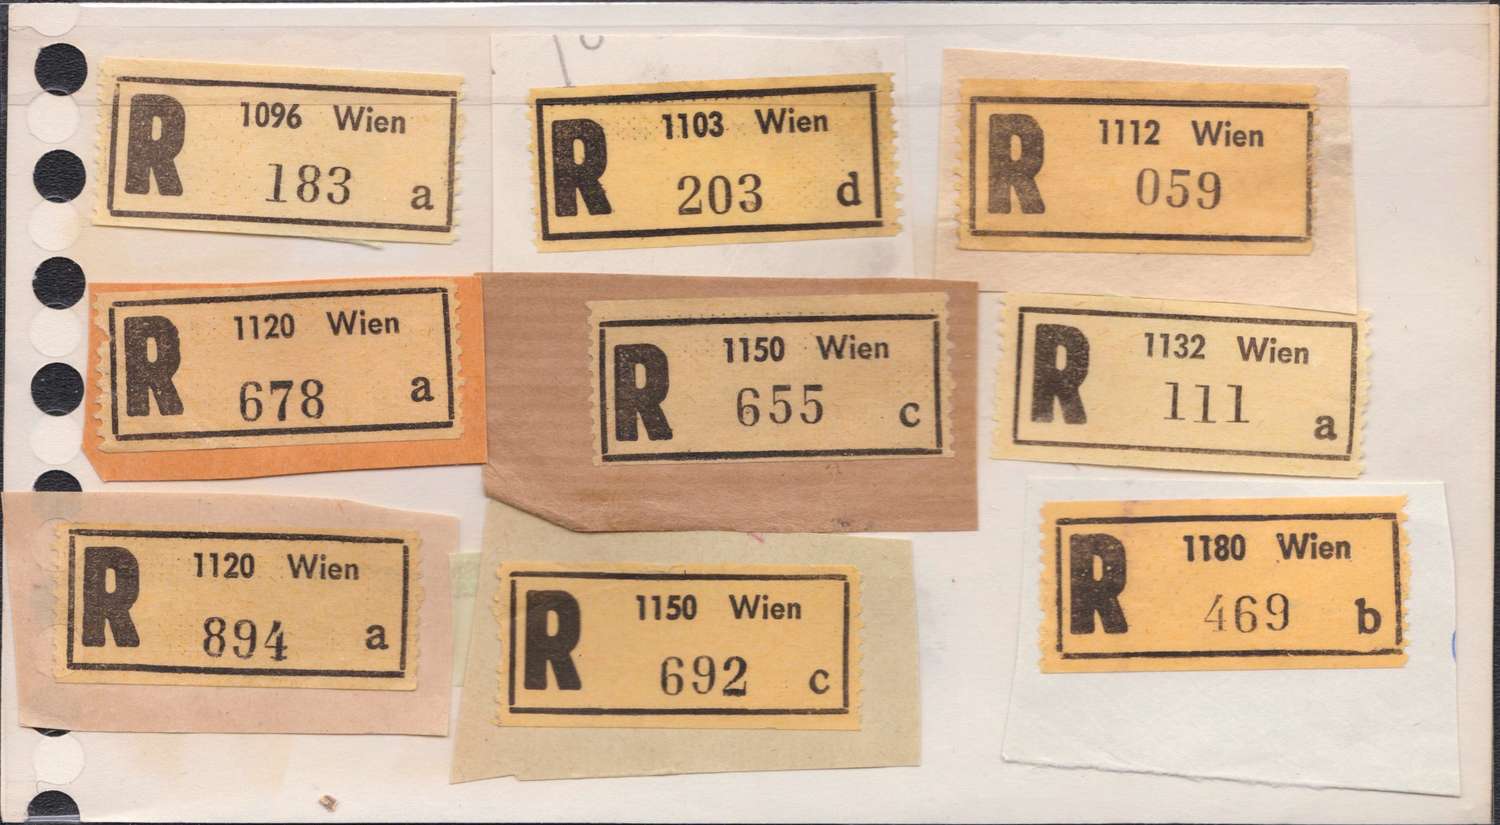 R 1096 Wien
183 a
R 1103 Wien
203 d
R 1112 Wien
059
R 1120 Wien
678 a
R 1150 Wien
655 c
R 1132 Wien
111 a
R 1120 Wien
894 a
R 1150 Wien
692 c
R 1180 Wien
469 b